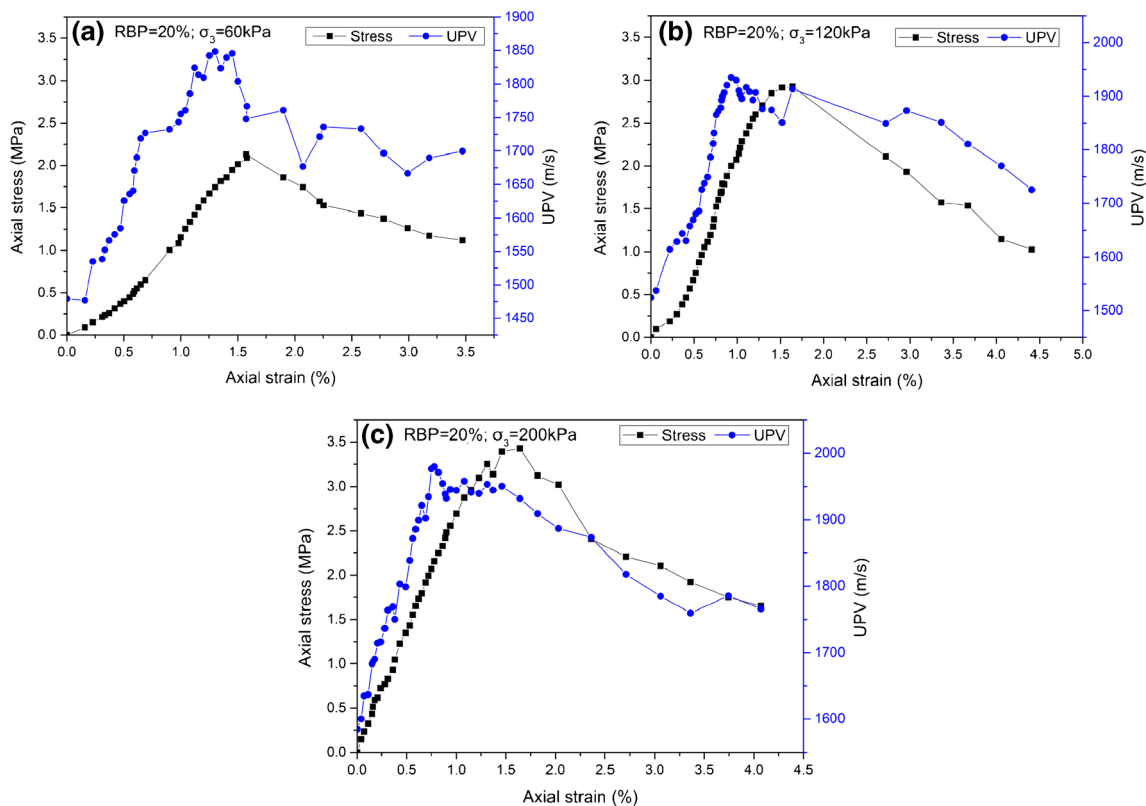 (a) RBP=20%; σ3=60kPa
Stress UPV
Axial stress (MPa)
3.5
3.0
2.5
2.0
1.5
1.0
0.5
0.0
UPV (m/s)
1900
1850
1800
1750
1700
1650
1600
1550
1500
1450
0.0 0.5 1.0 1.5 2.0 2.5 3.0 3.5
Axial strain (%)
(b) RBP=20%; σ3=120kPa
Stress UPV
Axial stress (MPa)
3.5
3.0
2.5
2.0
1.5
1.0
0.5
0.0
UPV (m/s)
2000
1900
1800
1700
1600
1500
0.0 0.5 1.0 1.5 2.0 2.5 3.0 3.5 4.0 4.5 5.0
Axial strain (%)
(c) RBP=20%; σ3=200kPa
Stress UPV
Axial stress (MPa)
3.5
3.0
2.5
2.0
1.5
1.0
0.5
0.0
UPV (m/s)
2000
1900
1800
1700
1600
0.0 0.5 1.0 1.5 2.0 2.5 3.0 3.5 4.0 4.5
Axial strain (%)